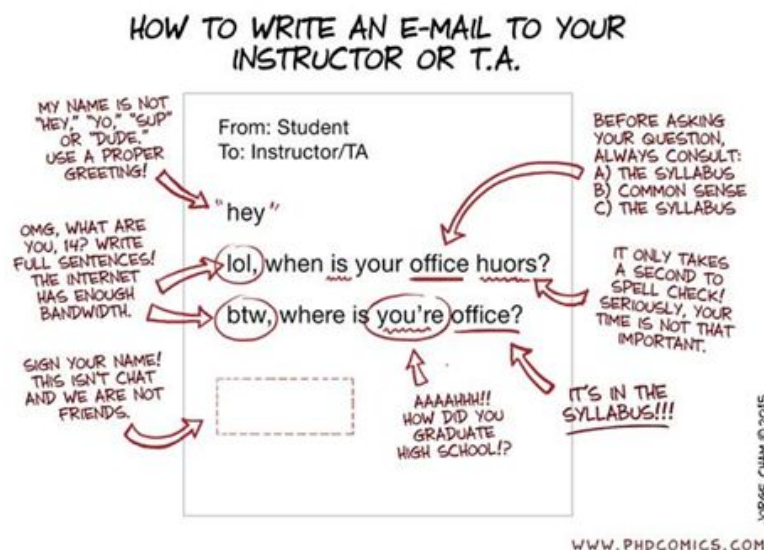 HOW TO WRITE AN E-MAIL TO YOUR
INSTRUCTOR OR T.A.
MY NAME IS NOT
"HEY," "YO," "SUP"
OR "DUDE."
USE A PROPER
GREETING!
OMG, WHAT ARE
YOU, 14? WRITE
FULL SENTENCES!
THE INTERNET
HAS ENOUGH
BANDWIDTH.
SIGN YOUR NAME!
THIS ISN'T CHAT
AND WE ARE NOT
FRIENDS.
From: Student
To: Instructor/TA
"hey"
lol, when is your office huors?
btw, where is you're office?
AAAAHHH!!
HOW DID YOU
GRADUATE
HIGH SCHOOL!?
BEFORE ASKING
YOUR QUESTION,
ALWAYS CONSULT:
A) THE SYLLABUS
B) COMMON SENSE
C) THE SYLLABUS
IT ONLY TAKES
A SECOND TO
SPELL CHECK!
SERIOUSLY, YOUR
TIME IS NOT THAT
IMPORTANT.
IT'S IN THE
SYLLABUS!!!
JORGE CHAM © 2015
WWW.PHDCOMICS.COM